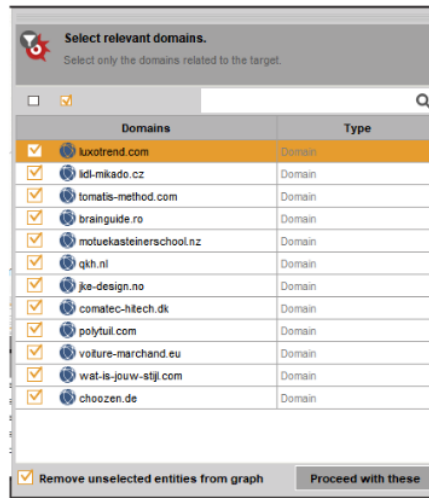 Select relevant domains.
Select only the domains related to the target.
Domains Type
luxotrend.com Domain
lidl-mikado.cz Domain
tomatis-method.com Domain
brainguide.ro Domain
motuekasteinerschool.nz Domain
qkh.nl Domain
jke-design.no Domain
comatec-hitech.dk Domain
polytuil.com Domain
voiture-marchand.eu Domain
wat-is-jouw-stijl.com Domain
choozen.de Domain
Remove unselected entities from graph Proceed with these